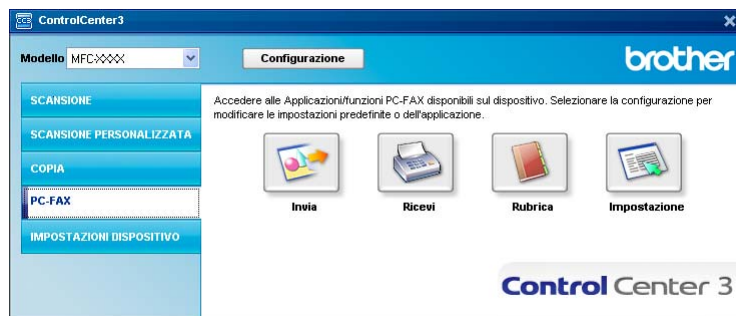 ControlCenter3
Modello MFC-XXXX
Configurazione
brother
SCANSIONE
SCANSIONE PERSONALIZZATA
COPIA
PC-FAX
IMPOSTAZIONI DISPOSITIVO
Accedere alle Applicazioni/funzioni PC-FAX disponibili sul dispositivo. Selezionare la configurazione per
modificare le impostazioni predefinite o dell'applicazione.
Invia
Ricevi
Rubrica
Impostazione
Control Center 3